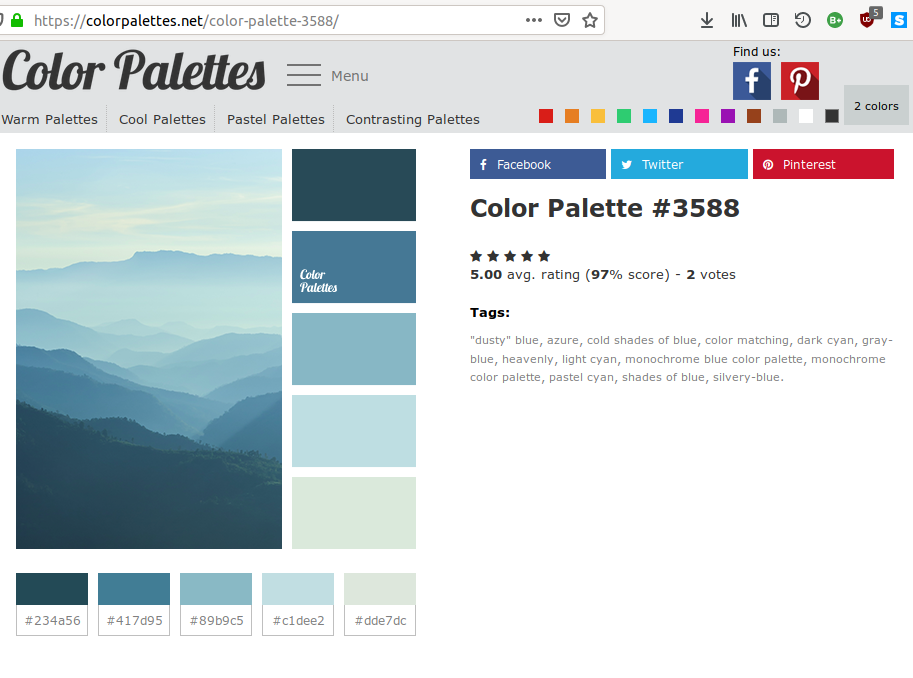 https://colorpalettes.net/color-palette-3588/
5
Color Palettes
Menu
Find us:
Warm Palettes
Cool Palettes
Pastel Palettes
Contrasting Palettes
2 colors
Facebook
Twitter
Pinterest
Color Palette #3588
5.00 avg. rating (97% score) - 2 votes
Color
Palettes
Tags:
"dusty" blue, azure, cold shades of blue, color matching, dark cyan, gray-
blue, heavenly, light cyan, monochrome blue color palette, monochrome
color palette, pastel cyan, shades of blue, silvery-blue.
#234a56
#417d95
#89b9c5
#c1dee2
#dde7dc